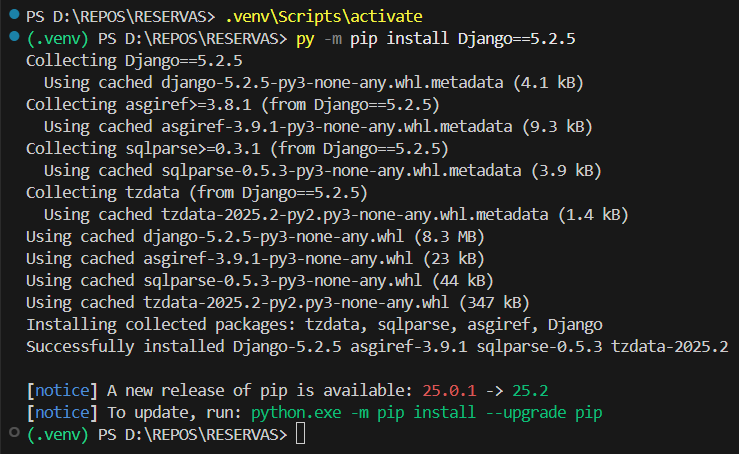 PS D:\REPOS\RESERVAS> .venv\Scripts\activate
(.venv) PS D:\REPOS\RESERVAS> py -m pip install Django==5.2.5
Collecting Django==5.2.5
  Using cached django-5.2.5-py3-none-any.whl.metadata (4.1 kB)
Collecting asgiref>=3.8.1 (from Django==5.2.5)
  Using cached asgiref-3.9.1-py3-none-any.whl.metadata (9.3 kB)
Collecting sqlparse>=0.3.1 (from Django==5.2.5)
  Using cached sqlparse-0.5.3-py3-none-any.whl.metadata (3.9 kB)
Collecting tzdata (from Django==5.2.5)
  Using cached tzdata-2025.2-py2.py3-none-any.whl.metadata (1.4 kB)
Using cached django-5.2.5-py3-none-any.whl (8.3 MB)
Using cached asgiref-3.9.1-py3-none-any.whl (23 kB)
Using cached sqlparse-0.5.3-py3-none-any.whl (44 kB)
Using cached tzdata-2025.2-py2.py3-none-any.whl (347 kB)
Installing collected packages: tzdata, sqlparse, asgiref, Django
Successfully installed Django-5.2.5 asgiref-3.9.1 sqlparse-0.5.3 tzdata-2025.2

[notice] A new release of pip is available: 25.0.1 -> 25.2
[notice] To update, run: python.exe -m pip install --upgrade pip
(.venv) PS D:\REPOS\RESERVAS>